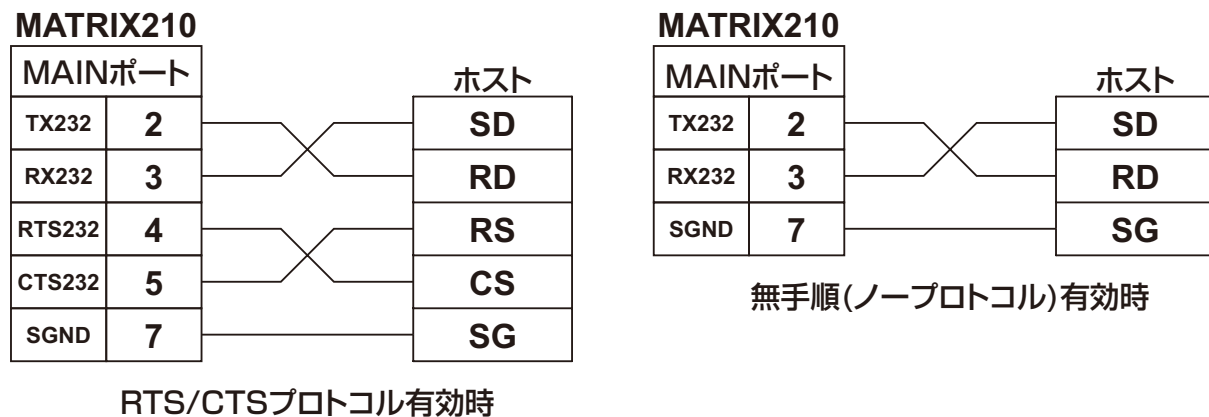 MATRIX210
MAINポート ホスト
TX232 2 SD
RX232 3 RD
RTS232 4 RS
CTS232 5 CS
SGND 7 SG
RTS/CTSプロトコル有効時
MATRIX210
MAINポート ホスト
TX232 2 SD
RX232 3 RD
SGND 7 SG
無手順(ノープロトコル)有効時